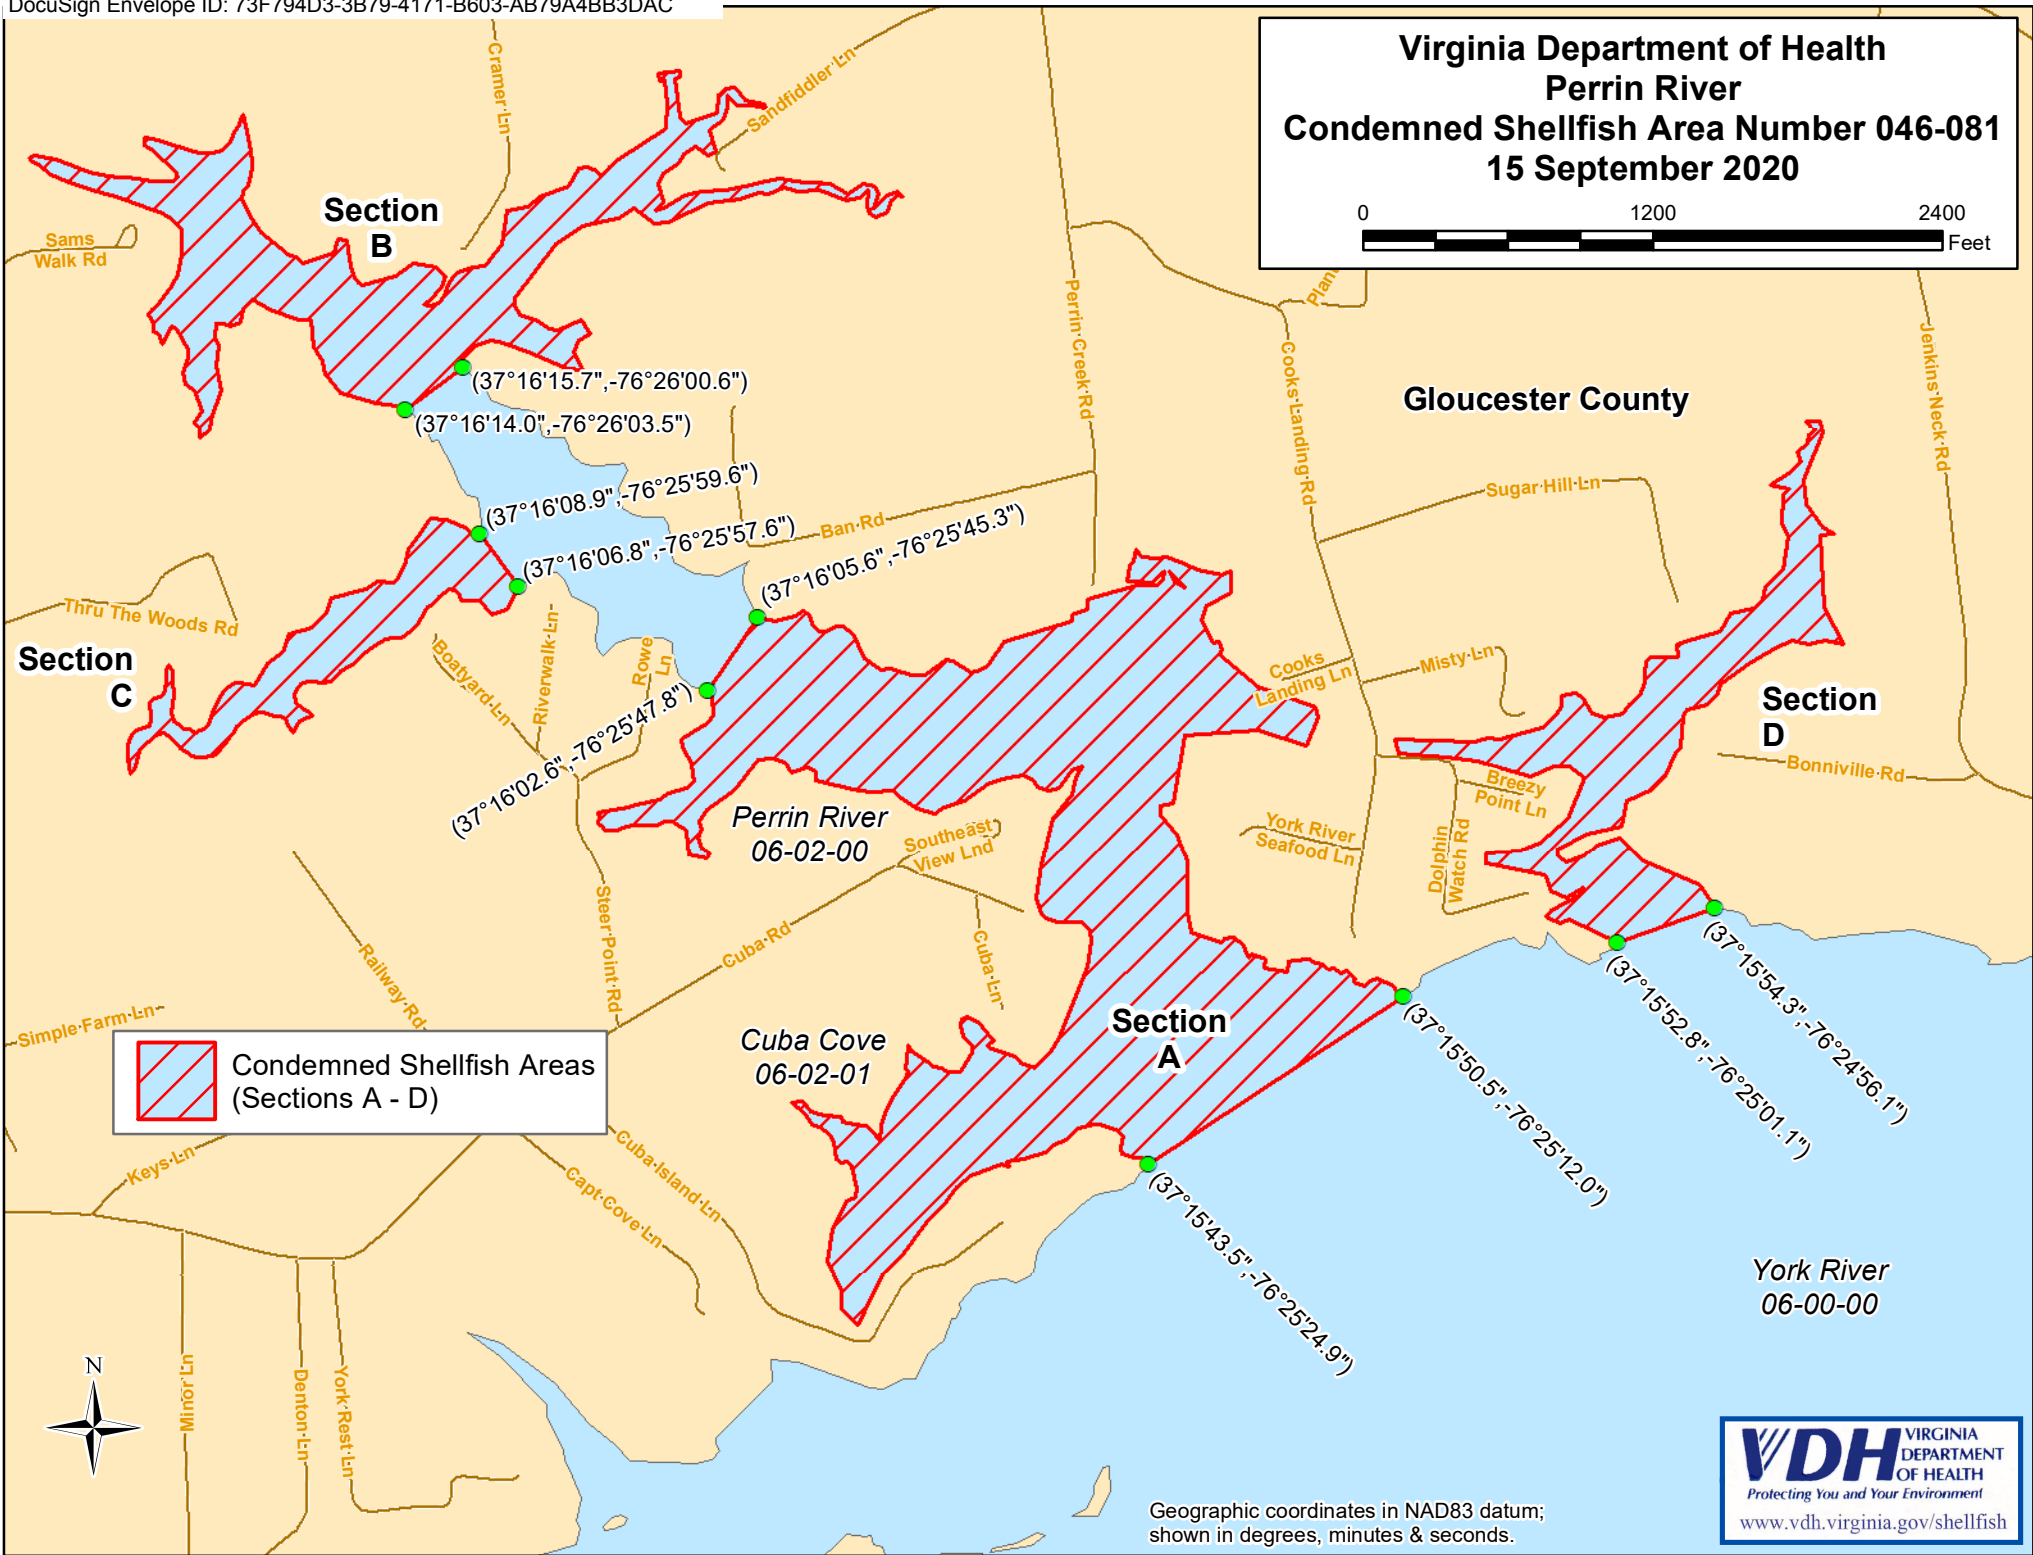 DocuSign Envelope ID: 73F794D3-3B79-4171-B603-AB79A4BB3DAC
Virginia Department of Health
Perrin River
Condemned Shellfish Area Number 046-081
15 September 2020
0 1200 2400
Feet
Cramer Ln
Sandfiddler Ln
Section
B
Sams
Walk Rd
Perrin Creek Rd
Cooks Landing Rd
Jenkins Neck Rd
(37°16'15.7",-76°26'00.6")
(37°16'14.0",-76°26'03.5")
Gloucester County
(37°16'08.9",-76°25'59.6")
(37°16'06.8",-76°25'57.6")
Ban Rd
(37°16'05.6",-76°25'45.3")
Sugar Hill Ln
Thru The Woods Rd
Section
C
Boatyard Ln
Riverwalk Ln
Rowe
Ln
(37°16'02.6",-76°25'47.8")
Cooks
Landing Ln
Misty Ln
Section
D
Bonniville Rd
Breezy
Point Ln
Perrin River
06-02-00
Southeast
View Lnd
York River
Seafood Ln
Dolphin
Watch Rd
Steer Point Rd
Cuba Rd
Cuba Ln
Railway Rd
Simple Farm Ln
(37°15'54.3",-76°24'56.1")
(37°15'52.8",-76°25'01.1")
(37°15'50.5",-76°25'12.0")
(37°15'43.5",-76°25'24.9")
Section
A
Cuba Cove
06-02-01
Condemned Shellfish Areas
(Sections A - D)
Keys Ln
Cuba Island Ln
Capt Cove Ln
York River
06-00-00
N
Minor Ln
Denton Ln
York Rest Ln
Geographic coordinates in NAD83 datum;
shown in degrees, minutes & seconds.
VDH VIRGINIA
DEPARTMENT
OF HEALTH
Protecting You and Your Environment
www.vdh.virginia.gov/shellfish